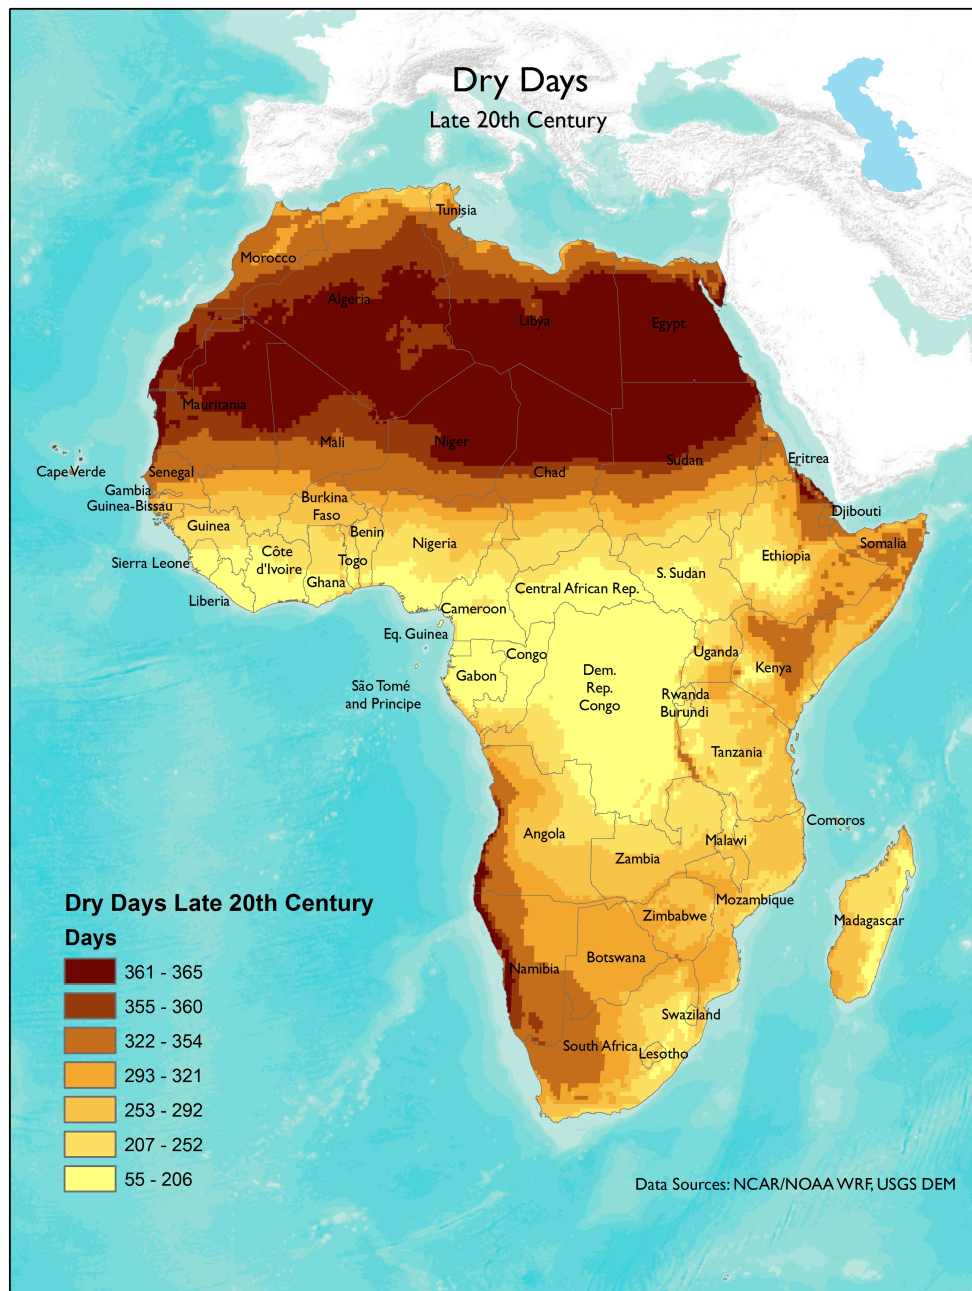 Dry Days
Late 20th Century
Tunisia
Morocco
Algeria
Libya
Egypt
Mauritania
Mali
Niger
Chad
Sudan
Eritrea
Cape Verde
Senegal
Gambia
Guinea-Bissau
Burkina
Faso
Djibouti
Guinea
Benin
Nigeria
Somalia
Côte
d'Ivoire
Togo
Ethiopia
Sierra Leone
Ghana
S. Sudan
Central African Rep.
Liberia
Cameroon
Eq. Guinea
Congo
Uganda
Gabon
Kenya
Dem.
Rep.
Congo
São Tomé
and Principe
Rwanda
Burundi
Tanzania
Comoros
Angola
Malawi
Zambia
Mozambique
Zimbabwe
Madagascar
Botswana
Namibia
Swaziland
South Africa
Lesotho
Dry Days Late 20th Century
Days
361 - 365
355 - 360
322 - 354
293 - 321
253 - 292
207 - 252
55 - 206
Data Sources: NCAR/NOAA WRF, USGS DEM